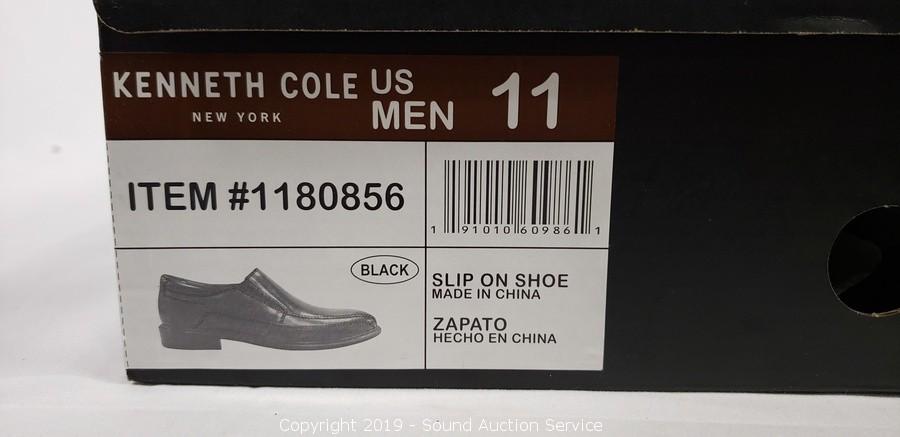 KENNETH COLE
NEW YORK
US
MEN
11
ITEM #1180856
1 91010 60986 1
BLACK
SLIP ON SHOE
MADE IN CHINA
ZAPATO
HECHO EN CHINA
Copyright 2019 - Sound Auction Service